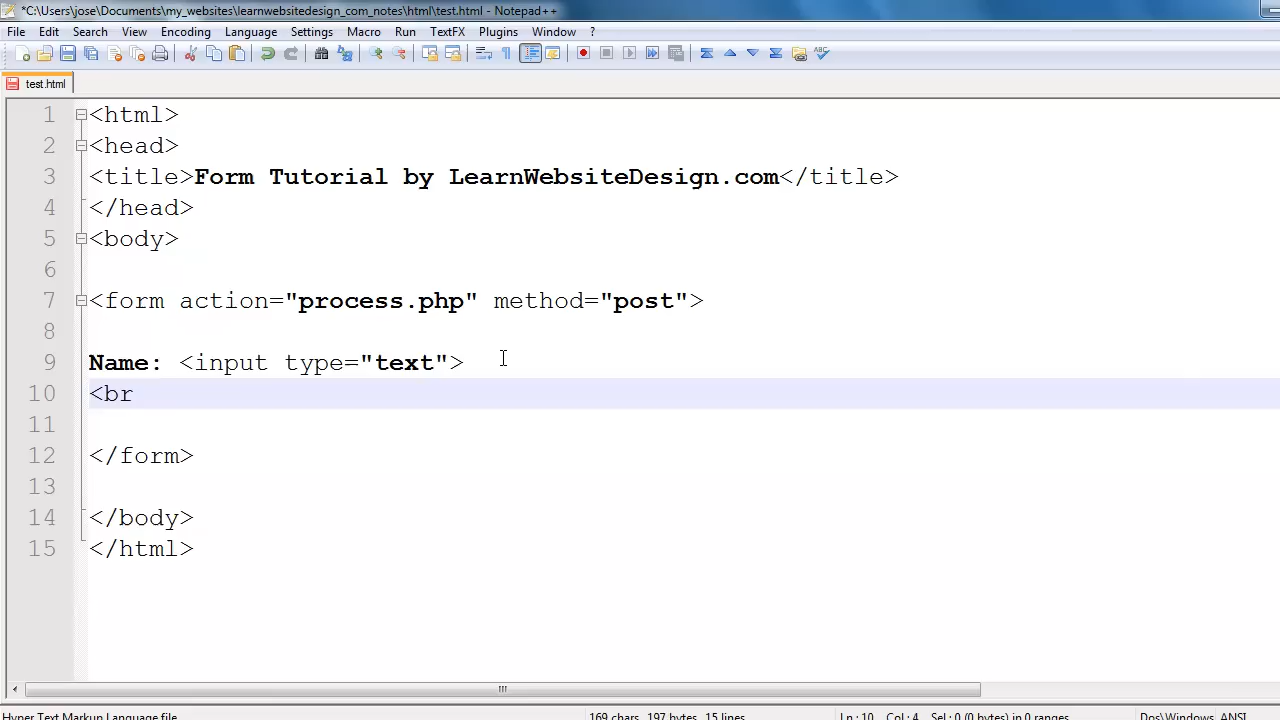 *C:\Users\jose\Documents\my_websites\learnwebsitedesign_com_notes\html\test.html - Notepad++
File Edit Search View Encoding Language Settings Macro Run TextFX Plugins Window ?
test.html
1 <html>
2 <head>
3 <title>Form Tutorial by LearnWebsiteDesign.com</title>
4 </head>
5 <body>
6
7 <form action="process.php" method="post">
8
9 Name: <input type="text">
10 <br
11
12 </form>
13
14 </body>
15 </html>
Hyper Text Markup Language file 169 chars 197 bytes 15 lines Ln : 10 Col : 4 Sel : 0 (0 bytes) in 0 ranges Dos\Windows ANSI